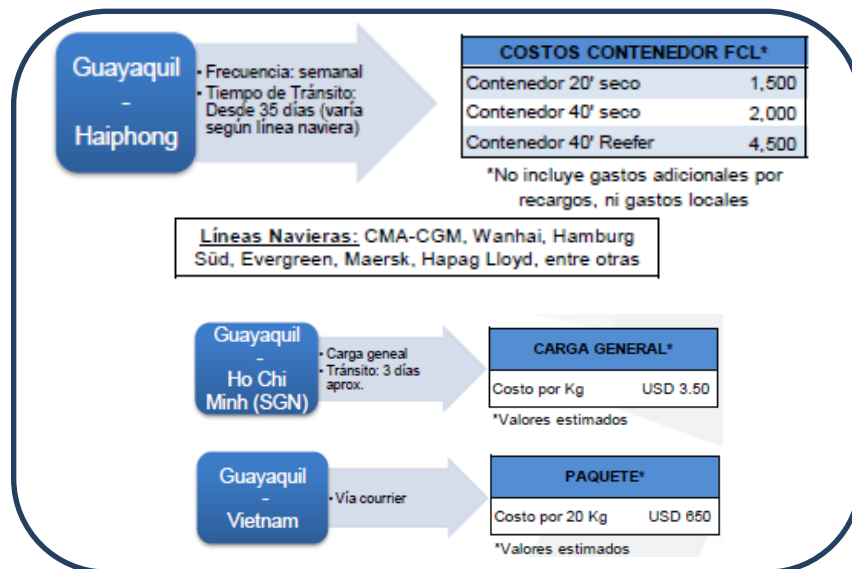 Guayaquil
-
Haiphong
• Frecuencia: semanal
• Tiempo de Tránsito:
Desde 35 días (varía
según línea naviera)
COSTOS CONTENEDOR FCL*
Contenedor 20' seco 1,500
Contenedor 40' seco 2,000
Contenedor 40' Reefer 4,500
*No incluye gastos adicionales por
recargos, ni gastos locales
Líneas Navieras: CMA-CGM, Wanhai, Hamburg
Süd, Evergreen, Maersk, Hapag Lloyd, entre otras
Guayaquil
-
Ho Chi
Minh (SGN)
• Carga geneal
• Tránsito: 3 días
aprox.
CARGA GENERAL*
Costo por Kg USD 3.50
*Valores estimados
Guayaquil
-
Vietnam
• Vía courrier
PAQUETE*
Costo por 20 Kg USD 650
*Valores estimados